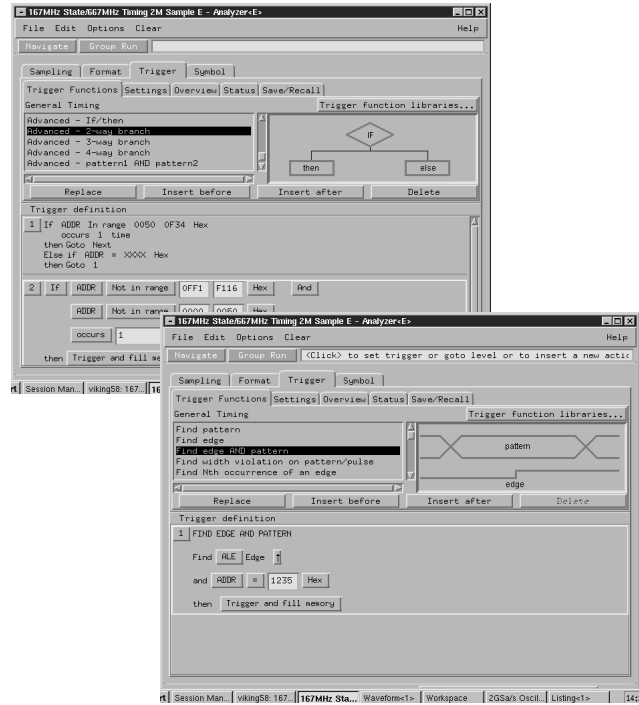 167MHz State/667MHz Timing 2M Sample E - Analyzer<E>
File Edit Options Clear Help
Navigate Group Run
Sampling Format Trigger Symbol
Trigger Functions Settings Overview Status Save/Recall
General Timing Trigger function libraries...
Advanced - If/then
Advanced - 2-way branch
Advanced - 3-way branch
Advanced - 4-way branch
Advanced - pattern1 AND pattern2
IF
then else
Replace Insert before Insert after Delete
Trigger definition
1 If ADDR In range 0050 0F34 Hex
occurs 1 time
then Goto Next
Else if ADDR = XXXX Hex
then Goto 1
2 If ADDR Not in range 0FF1 F116 Hex And
ADDR Not in range 0000 0050 Hex
occurs 1
then Trigger and fill me
rt Session Man... viking58: 167... 16
167MHz State/667MHz Timing 2M Sample E - Analyzer<E>
File Edit Options Clear Help
Navigate Group Run (Click) to set trigger or goto level or to insert a new actio
Sampling Format Trigger Symbol
Trigger Functions Settings Overview Status Save/Recall
General Timing Trigger function libraries...
Find pattern
Find edge
Find edge AND pattern
Find width violation on pattern/pulse
Find Nth occurrence of an edge
pattern
edge
Replace Insert before Insert after Delete
Trigger definition
1 FIND EDGE AND PATTERN
Find ALE Edge ↑
and ADDR = 1235 Hex
then Trigger and fill memory
rt Session Man... viking58: 167... 167MHz Sta... Waveform<1> Workspace 2GSa/s Oscil... Listing<1> 14: